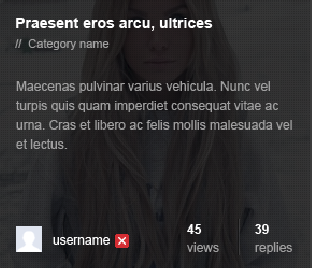 Praesent eros arcu, ultrices
// Category name
Maecenas pulvinar varius vehicula. Nunc vel
turpis quis quam imperdiet consequat vitae ac
urna. Cras et libero ac felis mollis malesuada vel
et lectus.
username
45
views
39
replies